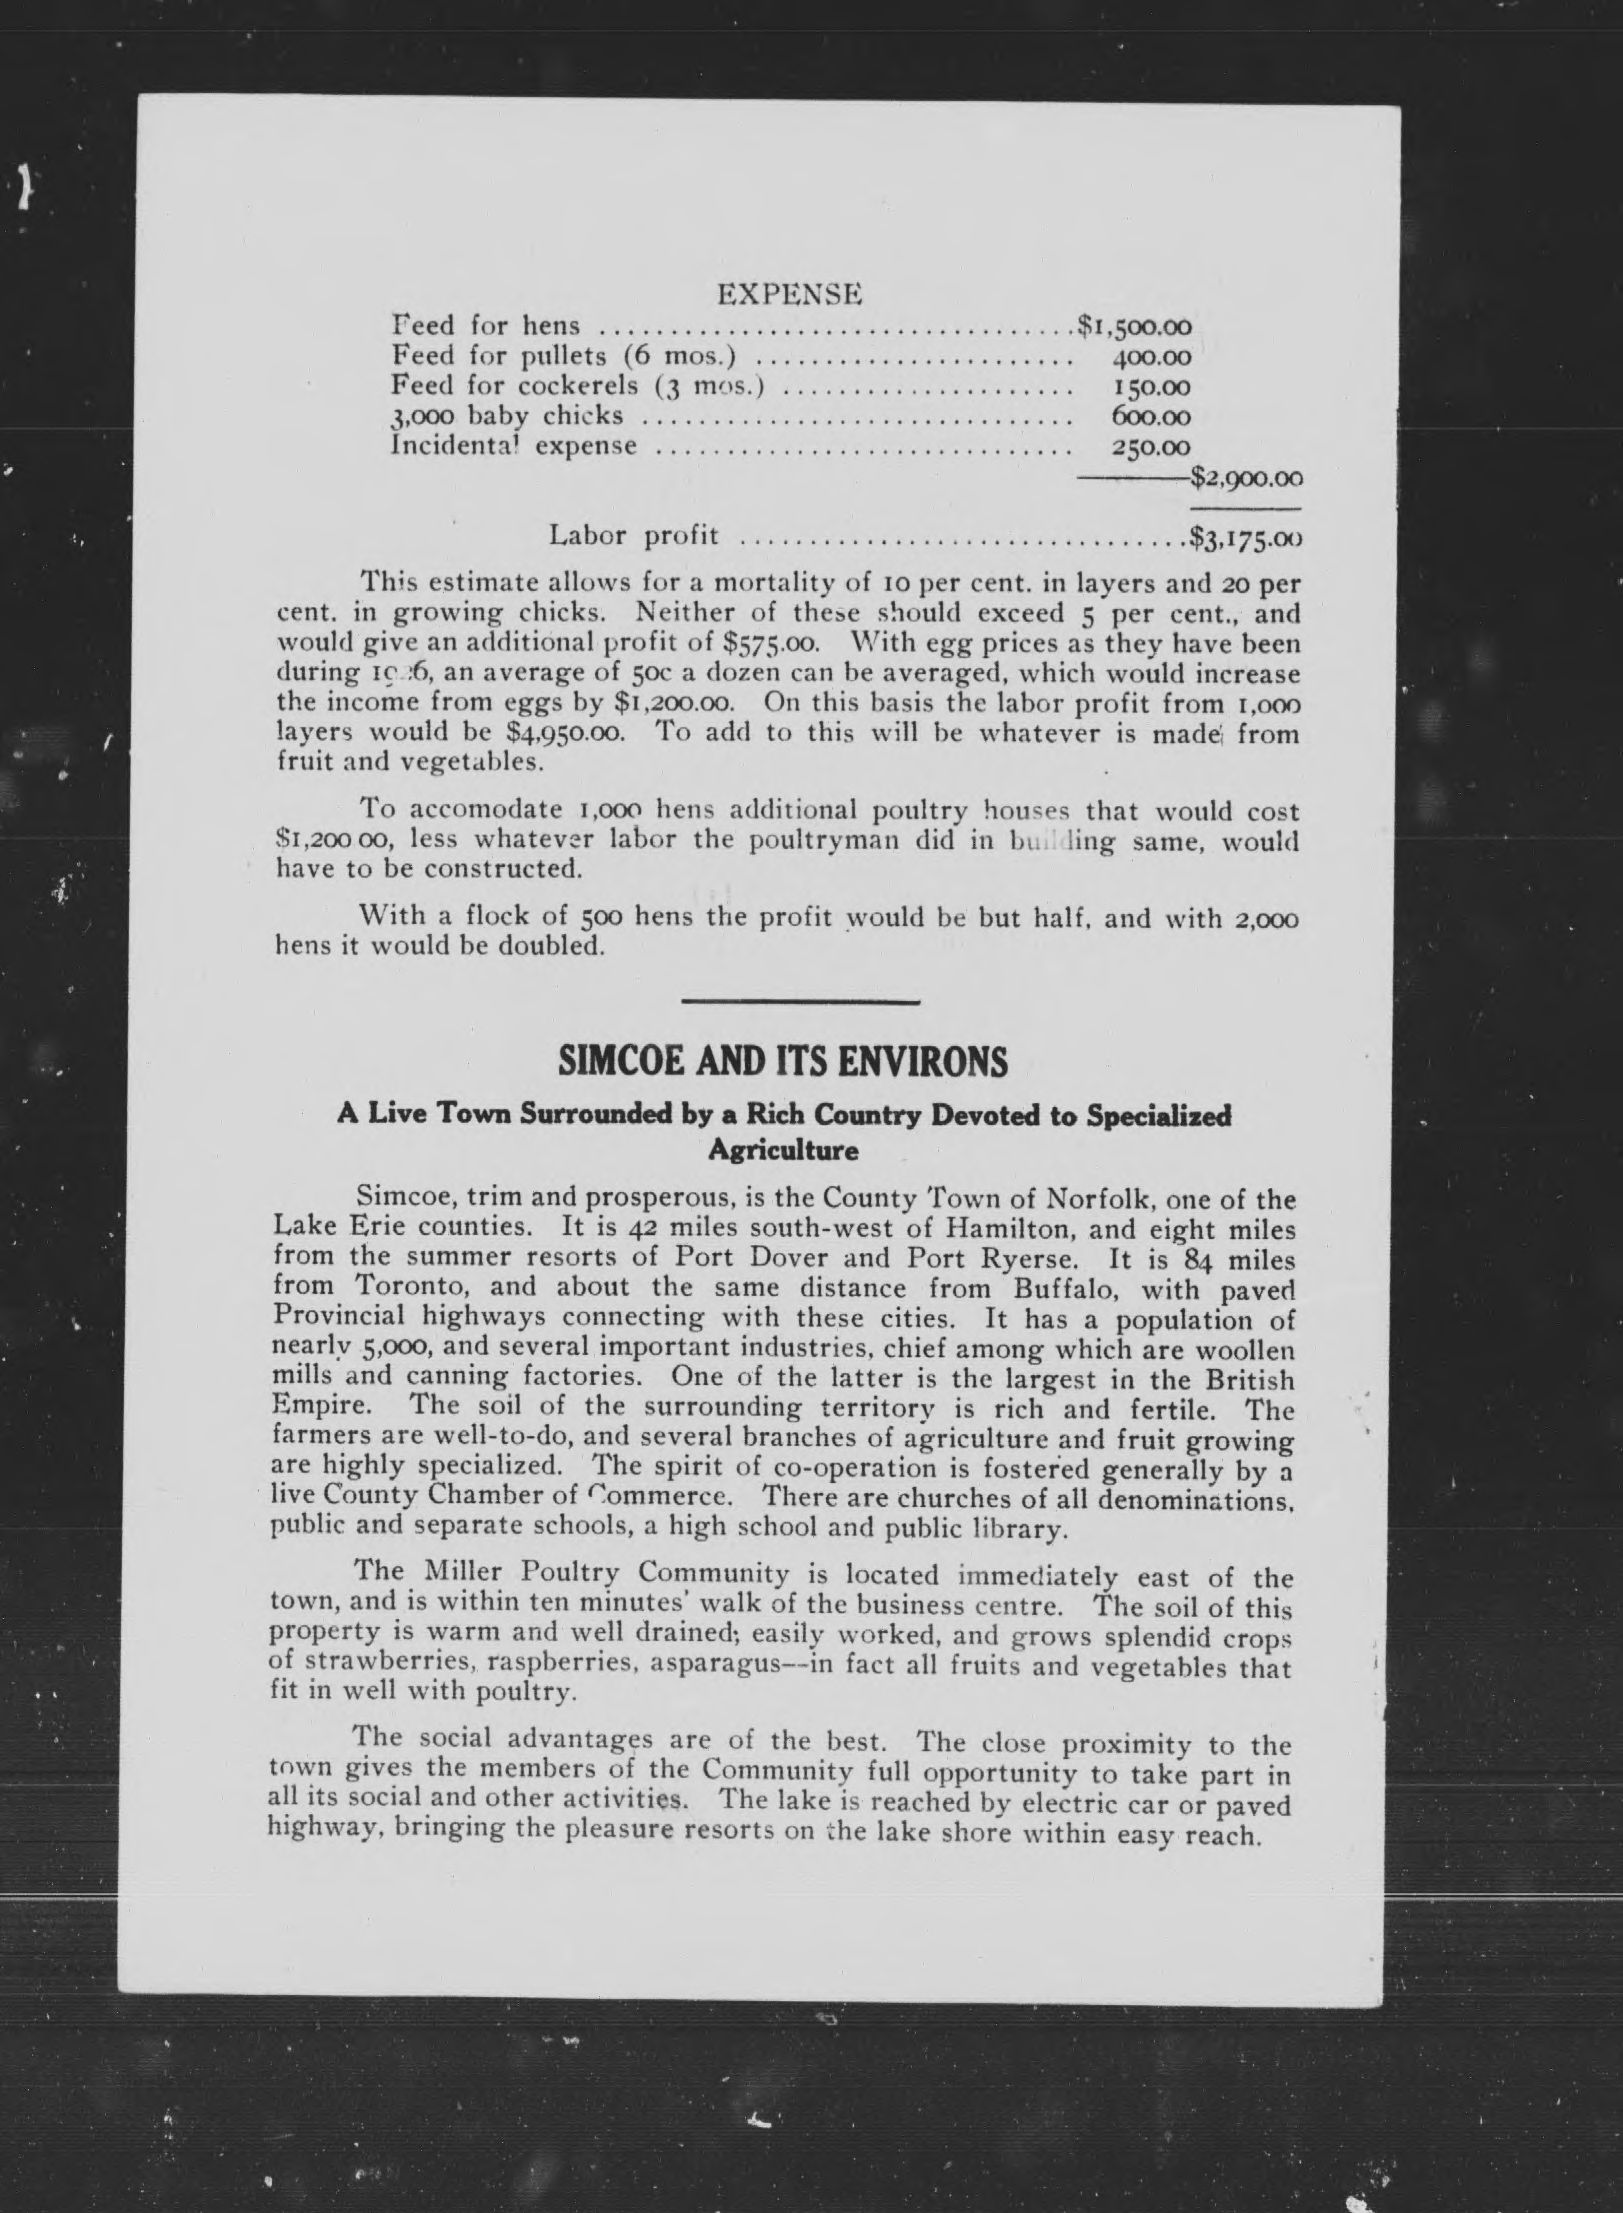 EXPENSE
Feed for hens ..................................$1,500.00
Feed for pullets (6 mos.) ....................... 400.00
Feed for cockerels (3 mos.) ..................... 150.00
3,000 baby chicks ............................... 600.00
Incidental expense .............................. 250.00
$2,900.00
Labor profit ................................$3,175.00
This estimate allows for a mortality of 10 per cent. in layers and 20 per
cent. in growing chicks. Neither of these should exceed 5 per cent., and
would give an additional profit of $575.00. With egg prices as they have been
during 1926, an average of 50c a dozen can be averaged, which would increase
the income from eggs by $1,200.00. On this basis the labor profit from 1,000
layers would be $4,950.00. To add to this will be whatever is made from
fruit and vegetables.
To accomodate 1,000 hens additional poultry houses that would cost
$1,200 00, less whatever labor the poultryman did in building same, would
have to be constructed.
With a flock of 500 hens the profit would be but half, and with 2,000
hens it would be doubled.
SIMCOE AND ITS ENVIRONS
A Live Town Surrounded by a Rich Country Devoted to Specialized
Agriculture
Simcoe, trim and prosperous, is the County Town of Norfolk, one of the
Lake Erie counties. It is 42 miles south-west of Hamilton, and eight miles
from the summer resorts of Port Dover and Port Ryerse. It is 84 miles
from Toronto, and about the same distance from Buffalo, with paved
Provincial highways connecting with these cities. It has a population of
nearly 5,000, and several important industries, chief among which are woollen
mills and canning factories. One of the latter is the largest in the British
Empire. The soil of the surrounding territory is rich and fertile. The
farmers are well-to-do, and several branches of agriculture and fruit growing
are highly specialized. The spirit of co-operation is fostered generally by a
live County Chamber of Commerce. There are churches of all denominations,
public and separate schools, a high school and public library.
The Miller Poultry Community is located immediately east of the
town, and is within ten minutes' walk of the business centre. The soil of this
property is warm and well drained; easily worked, and grows splendid crops
of strawberries, raspberries, asparagus--in fact all fruits and vegetables that
fit in well with poultry.
The social advantages are of the best. The close proximity to the
town gives the members of the Community full opportunity to take part in
all its social and other activities. The lake is reached by electric car or paved
highway, bringing the pleasure resorts on the lake shore within easy reach.